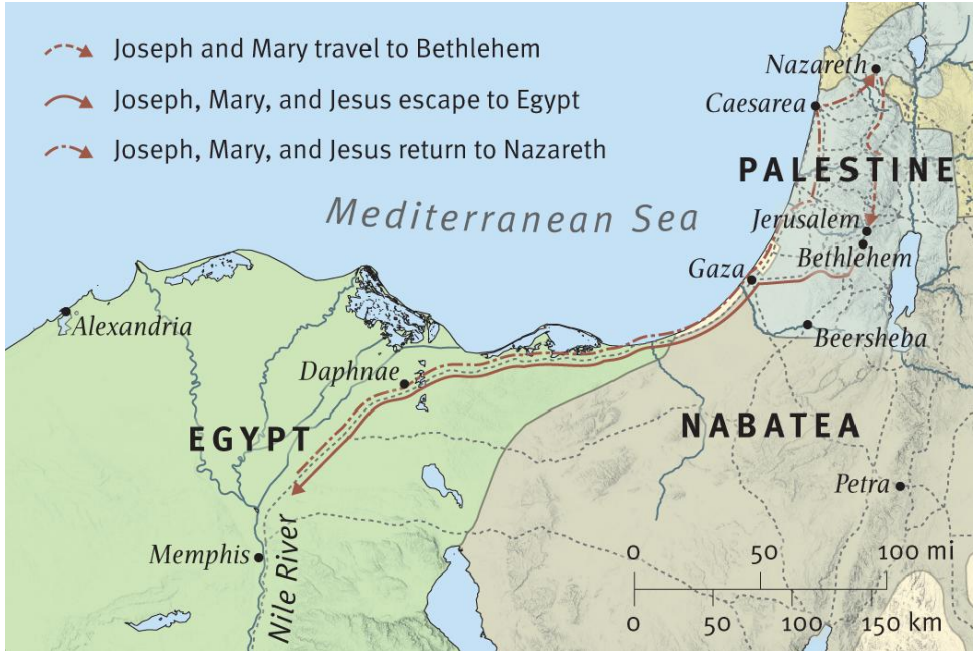 Joseph and Mary travel to Bethlehem
Joseph, Mary, and Jesus escape to Egypt
Joseph, Mary, and Jesus return to Nazareth
Nazareth
Caesarea
PALESTINE
Mediterranean Sea
Jerusalem
Bethlehem
Gaza
Alexandria
Beersheba
Daphnae
EGYPT
NABATEA
Petra
Memphis
Nile River
0 50 100 mi
0 50 100 150 km